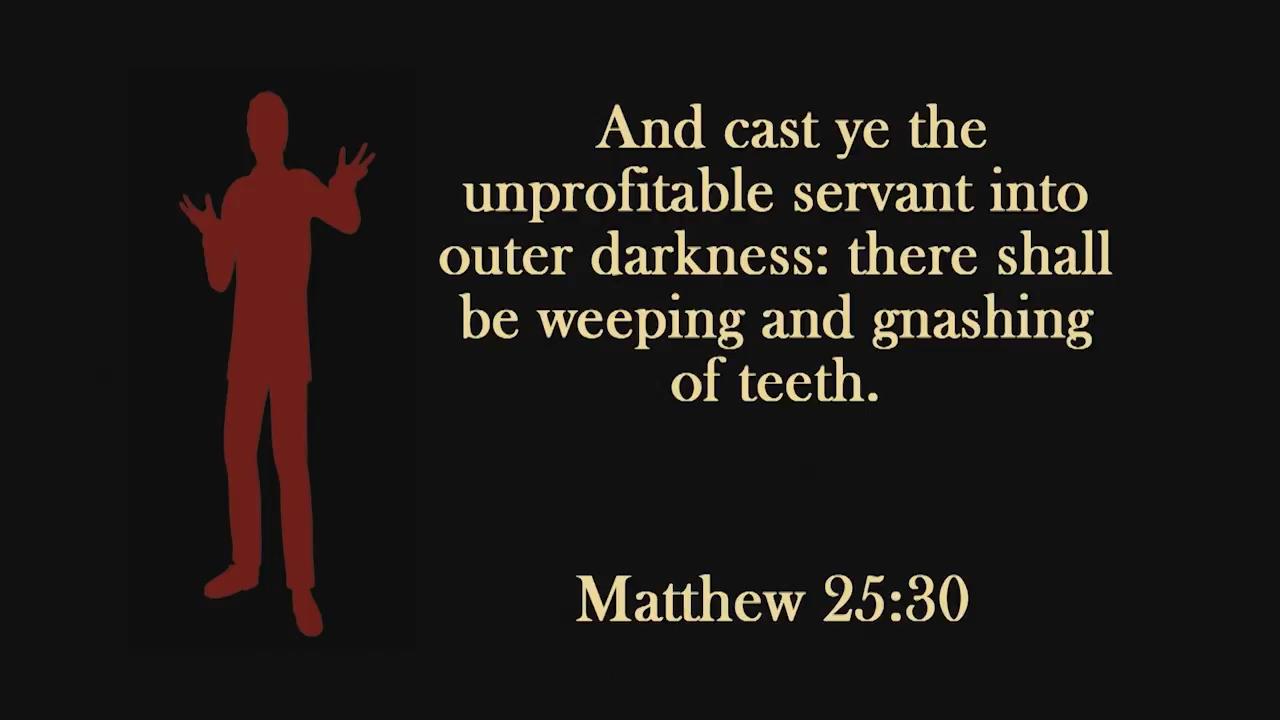 And cast ye the
unprofitable servant into
outer darkness: there shall
be weeping and gnashing
of teeth.
Matthew 25:30